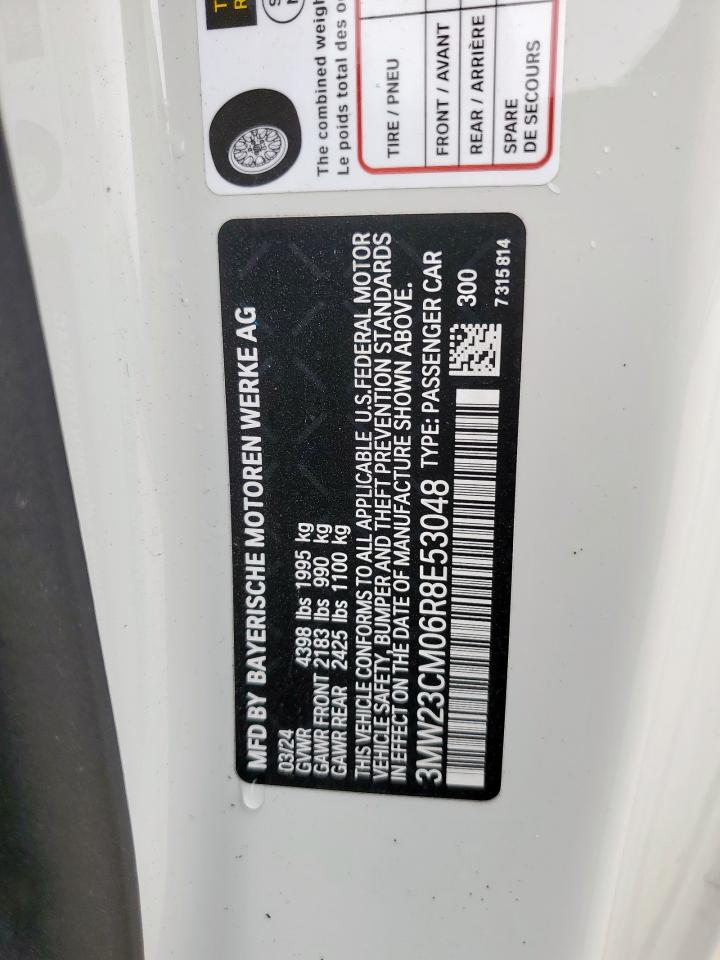 The combined weigh
Le poids total des o
TIRE / PNEU
FRONT / AVANT
REAR / ARRIÈRE
SPARE
DE SECOURS
MFD BY BAYERISCHE MOTOREN WERKE AG
03/24
GVWR 4398 lbs 1995 kg
GAWR FRONT 2183 lbs 990 kg
GAWR REAR 2425 lbs 1100 kg
THIS VEHICLE CONFORMS TO ALL APPLICABLE U.S.FEDERAL MOTOR
VEHICLE SAFETY, BUMPER AND THEFT PREVENTION STANDARDS
IN EFFECT ON THE DATE OF MANUFACTURE SHOWN ABOVE.
3MW23CM06R8E53048 TYPE: PASSENGER CAR
300
7 315 814